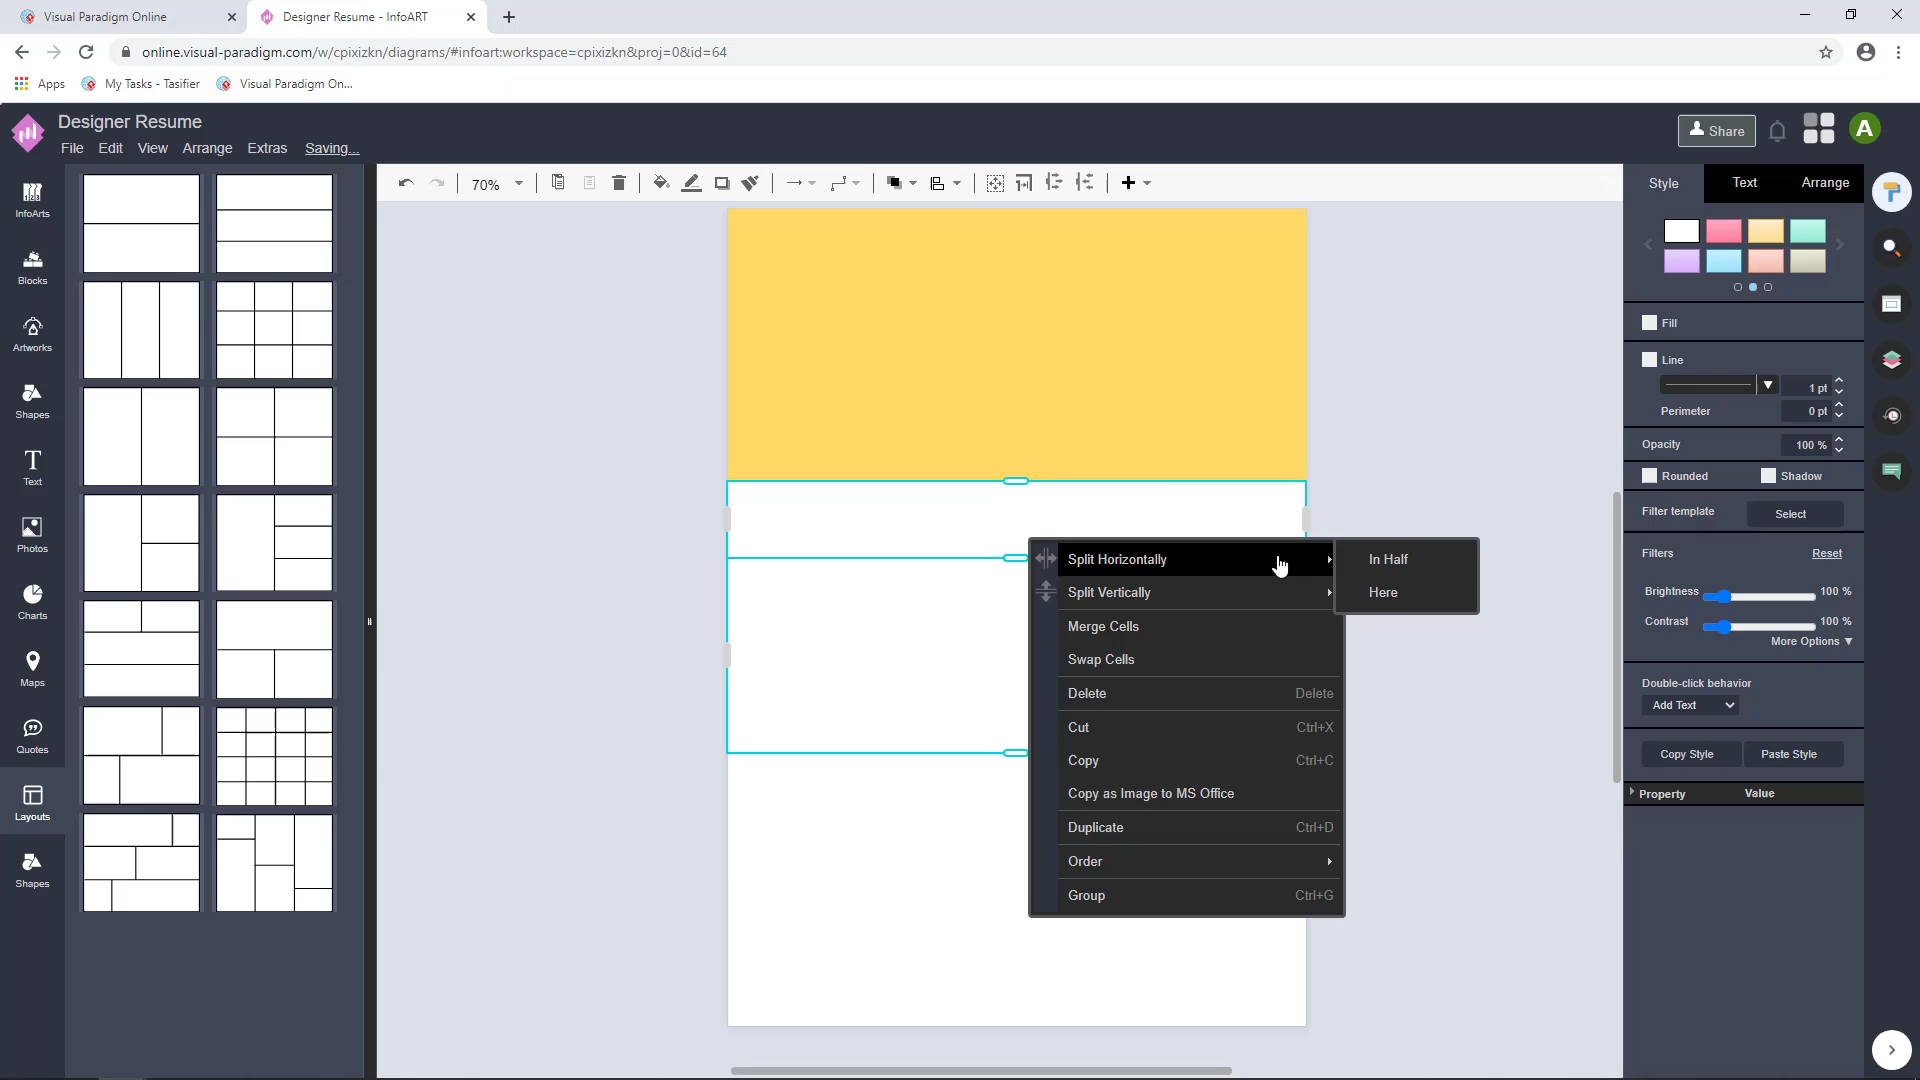 Visual Paradigm Online
Designer Resume - InfoART
online.visual-paradigm.com/w/cpixizkn/diagrams/#infoart:workspace=cpixizkn&proj=0&id=64
Apps
My Tasks - Tasifier
Visual Paradigm On...
Designer Resume
File
Edit
View
Arrange
Extras
Saving...
Share
A
InfoArts
Blocks
Artworks
Shapes
Text
Photos
Charts
Maps
Quotes
Layouts
Shapes
70%
Split Horizontally
Split Vertically
Merge Cells
Swap Cells
Delete Delete
Cut Ctrl+X
Copy Ctrl+C
Copy as Image to MS Office
Duplicate Ctrl+D
Order
Group Ctrl+G
In Half
Here
Style
Text
Arrange
Fill
Line
1 pt
Perimeter 0 pt
Opacity 100 %
Rounded Shadow
Filter template Select
Filters Reset
Brightness 100 %
Contrast 100 %
More Options ▼
Double-click behavior
Add Text
Copy Style Paste Style
Property Value